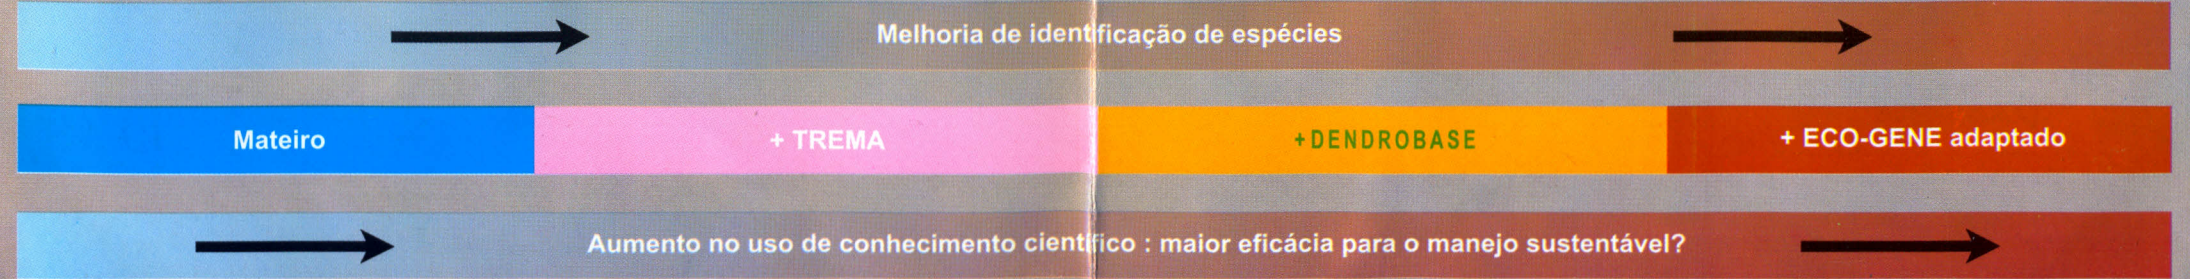 Melhoria de identificação de espécies
Mateiro
+ TREMA
+DENDROBASE
+ ECO-GENE adaptado
Aumento no uso de conhecimento científico : maior eficácia para o manejo sustentável?